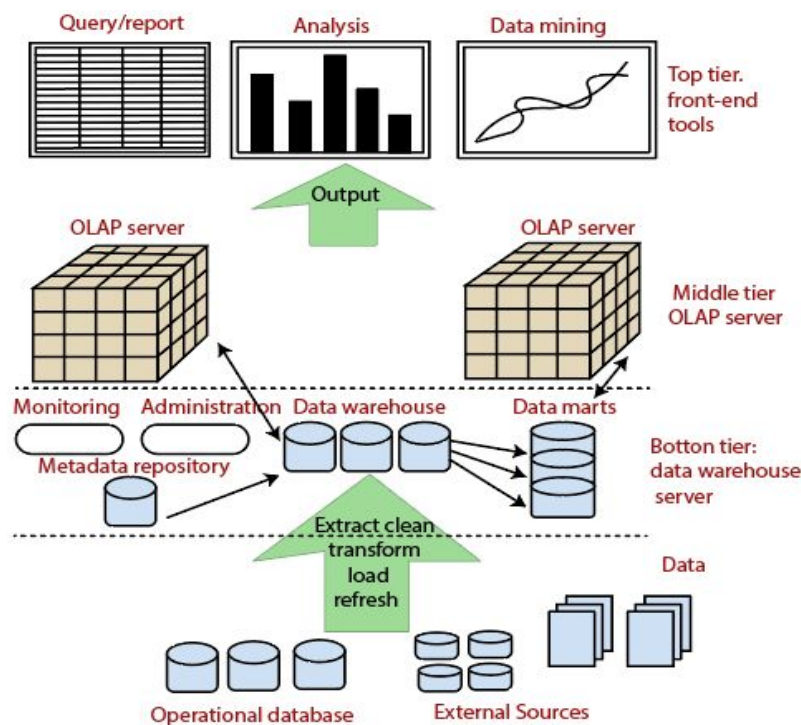 Query/report
Analysis
Data mining
Top tier.
front-end
tools
Output
OLAP server
OLAP server
Middle tier
OLAP server
Monitoring
Administration
Data warehouse
Data marts
Metadata repository
Botton tier:
data warehouse
server
Extract clean
transform
load
refresh
Data
Operational database
External Sources